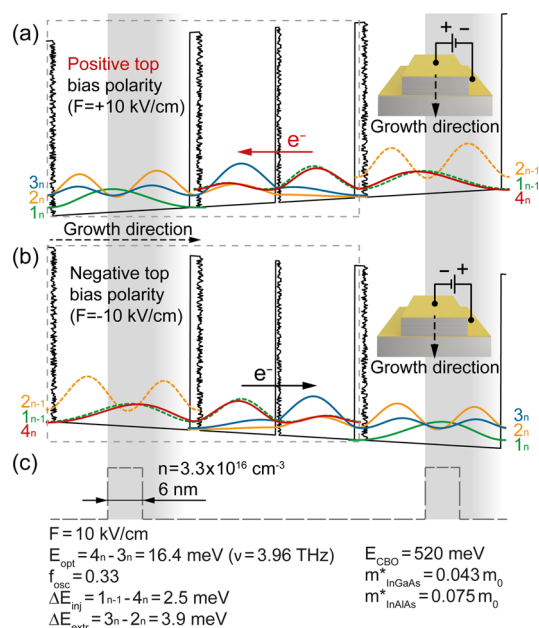 (a)
Positive top
bias polarity
(F=+10 kV/cm)
+ −
Growth direction
e⁻
3ₙ
2ₙ
1ₙ
2ₙ₋₁
1ₙ₋₁
4ₙ
Growth direction
(b)
Negative top
bias polarity
(F=-10 kV/cm)
− +
Growth direction
e⁻
2ₙ₋₁
1ₙ₋₁
4ₙ
3ₙ
2ₙ
1ₙ
(c)
n=3.3x10¹⁶ cm⁻³
6 nm
F = 10 kV/cm
E_opt = 4ₙ - 3ₙ = 16.4 meV (ν = 3.96 THz)
f_osc = 0.33
ΔE_inj = 1ₙ₋₁ - 4ₙ = 2.5 meV
ΔE_extr = 3ₙ - 2ₙ = 3.9 meV
E_CBO = 520 meV
m*_InGaAs = 0.043 m₀
m*_InAlAs = 0.075 m₀